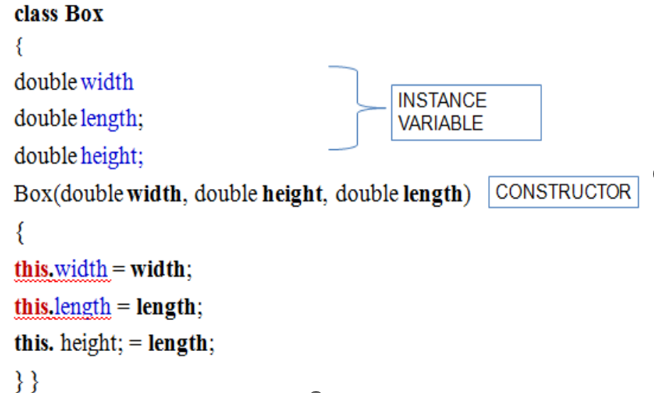 class Box
{
double width
double length;
double height;
INSTANCE
VARIABLE
Box(double width, double height, double length)
CONSTRUCTOR
{
this.width = width;
this.length = length;
this. height; = length;
} }